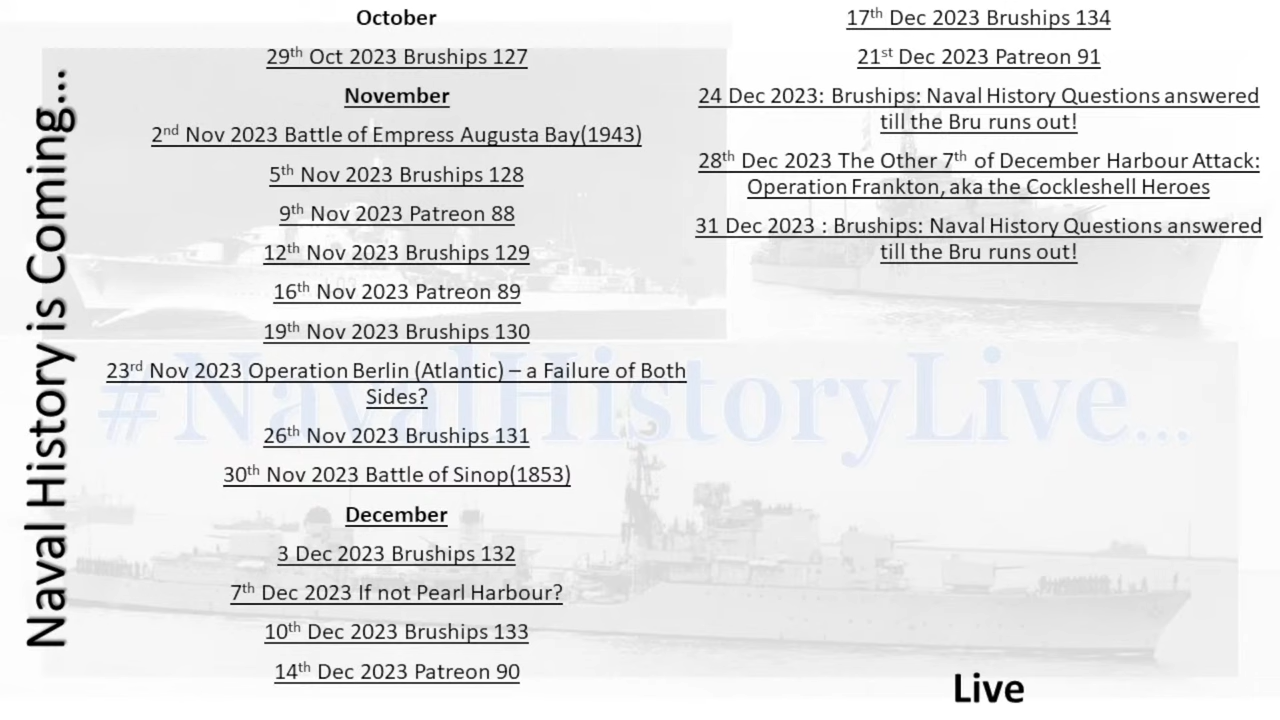 Naval History is Coming...
October
29th Oct 2023 Bruships 127
November
2nd Nov 2023 Battle of Empress Augusta Bay(1943)
5th Nov 2023 Bruships 128
9th Nov 2023 Patreon 88
12th Nov 2023 Bruships 129
16th Nov 2023 Patreon 89
19th Nov 2023 Bruships 130
23rd Nov 2023 Operation Berlin (Atlantic) – a Failure of Both
Sides?
26th Nov 2023 Bruships 131
30th Nov 2023 Battle of Sinop(1853)
December
3 Dec 2023 Bruships 132
7th Dec 2023 If not Pearl Harbour?
10th Dec 2023 Bruships 133
14th Dec 2023 Patreon 90
17th Dec 2023 Bruships 134
21st Dec 2023 Patreon 91
24 Dec 2023: Bruships: Naval History Questions answered
till the Bru runs out!
28th Dec 2023 The Other 7th of December Harbour Attack:
Operation Frankton, aka the Cockleshell Heroes
31 Dec 2023 : Bruships: Naval History Questions answered
till the Bru runs out!
#NavalHistoryLive...
Live